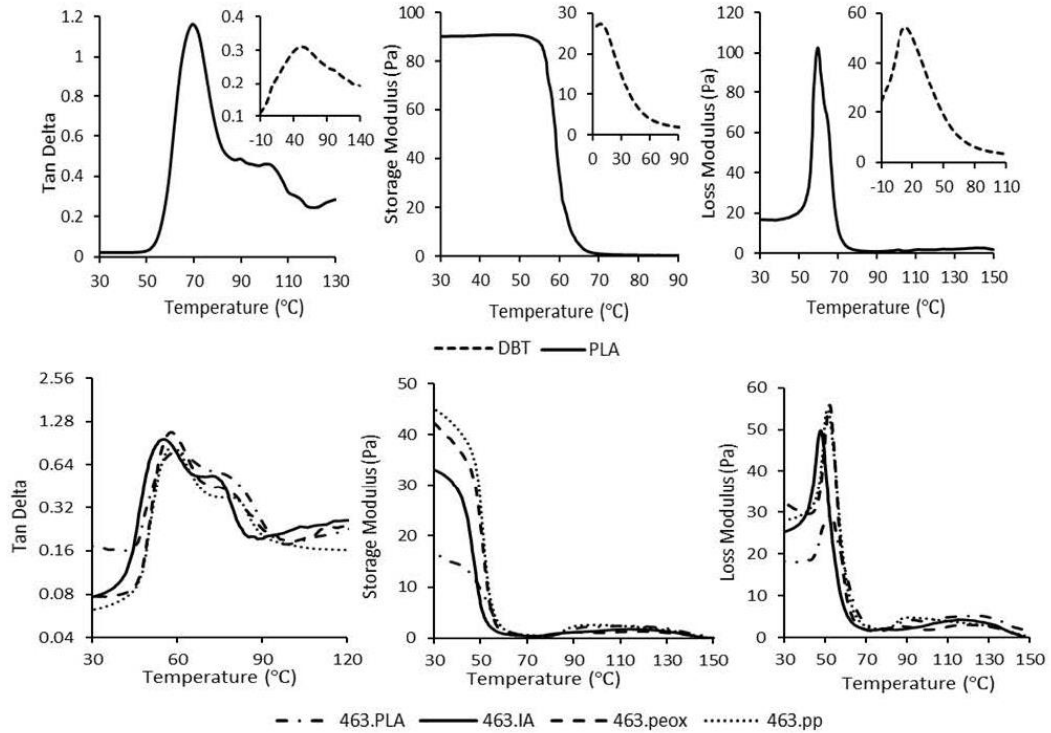 Tan Delta
1.2
1
0.8
0.6
0.4
0.2
0
30 50 70 90 110 130
Temperature (°C)
0.4
0.3
0.2
0.1
-10 40 90 140
Storage Modulus (Pa)
100
80
60
40
20
0
30 40 50 60 70 80 90
Temperature (°C)
30
20
10
0
0 30 60 90
Loss Modulus (Pa)
120
100
80
60
40
20
0
30 50 70 90 110 130 150
Temperature (°C)
60
40
20
0
-10 20 50 80 110
DBT PLA
Tan Delta
2.56
1.28
0.64
0.32
0.16
0.08
0.04
30 60 90 120
Temperature (°C)
Storage Modulus (Pa)
50
40
30
20
10
0
30 50 70 90 110 130 150
Temperature (°C)
Loss Modulus (Pa)
60
50
40
30
20
10
0
30 50 70 90 110 130 150
Temperature (°C)
463.PLA 463.IA 463.peox 463.pp